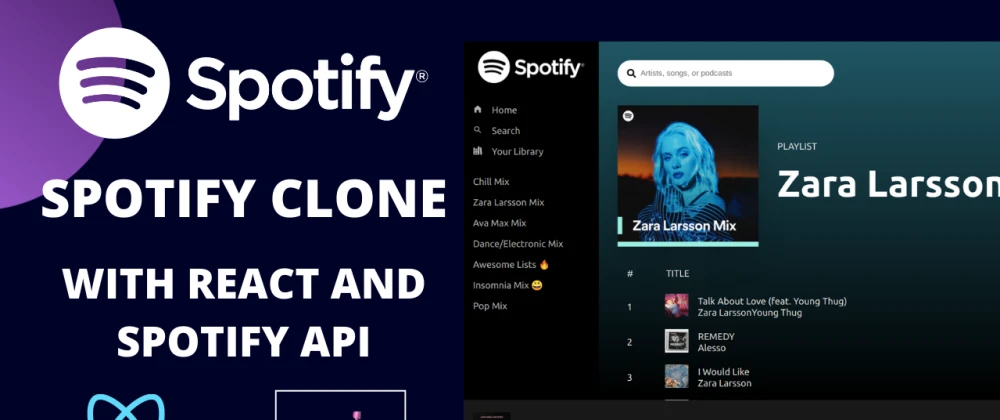 Spotify®
SPOTIFY CLONE
WITH REACT AND
SPOTIFY API
Spotify®
Home
Search
Your Library
Chill Mix
Zara Larsson Mix
Ava Max Mix
Dance/Electronic Mix
Awesome Lists 🔥
Insomnia Mix 😃
Pop Mix
Artists, songs, or podcasts
Zara Larsson Mix
PLAYLIST
Zara Larsson
# TITLE
1 Talk About Love (feat. Young Thug)
Zara LarssonYoung Thug
2 REMEDY
Alesso
3 I Would Like
Zara Larsson